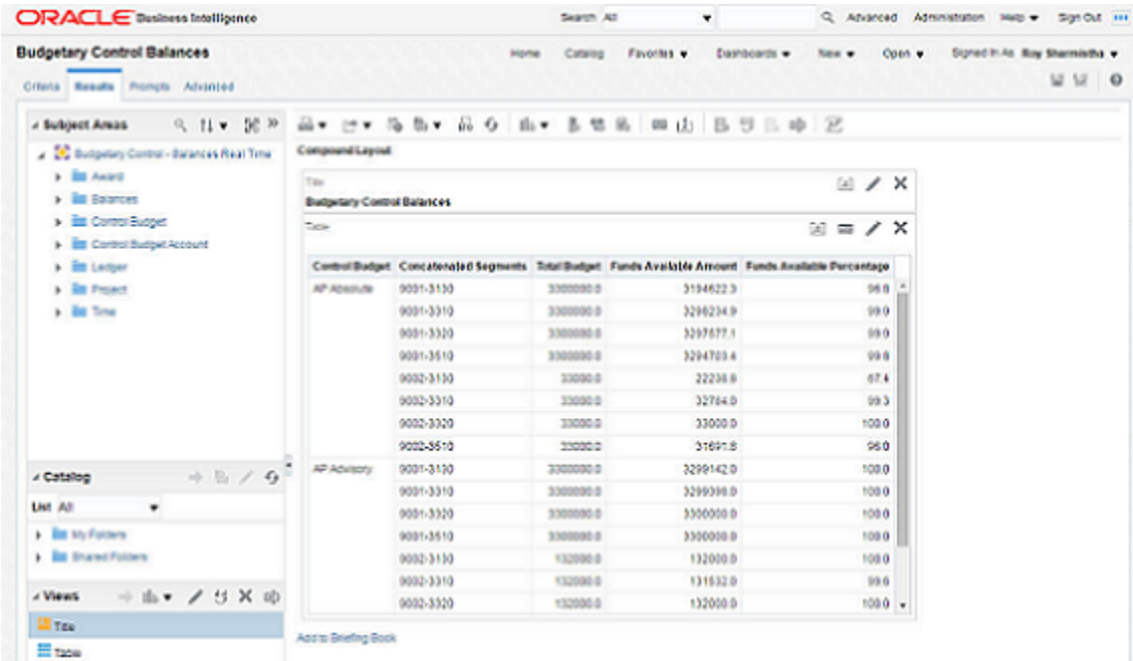 ORACLE Business Intelligence
Search All
Advanced Administration Help Sign Out
Budgetary Control Balances
Home Catalog Favorites Dashboards New Open Signed In As Roy Sharmistha
Criteria Results Prompts Advanced
Subject Areas
Budgetary Control - Balances Real Time
Award
Balances
Control Budget
Control Budget Account
Ledger
Project
Time
Catalog
List All
My Folders
Shared Folders
Views
Title
Table
Compound Layout
Title
Budgetary Control Balances
Table
Control Budget Concatenated Segments Total Budget Funds Available Amount Funds Available Percentage
AP Absolute 9001-3130 3300000.0 3194622.3 96.8
9001-3310 3300000.0 3298234.9 99.9
9001-3320 3300000.0 3297677.1 99.9
9001-3510 3300000.0 3294703.4 99.8
9002-3130 33000.0 22238.8 67.4
9002-3310 33000.0 32764.0 99.3
9002-3320 33000.0 33000.0 100.0
9002-3510 33000.0 31691.8 96.0
AP Advisory 9001-3130 3300000.0 3299142.0 100.0
9001-3310 3300000.0 3299398.0 100.0
9001-3320 3300000.0 3300000.0 100.0
9001-3510 3300000.0 3300000.0 100.0
9002-3130 132000.0 132000.0 100.0
9002-3310 132000.0 131532.0 99.6
9002-3320 132000.0 132000.0 100.0
Add to Briefing Book